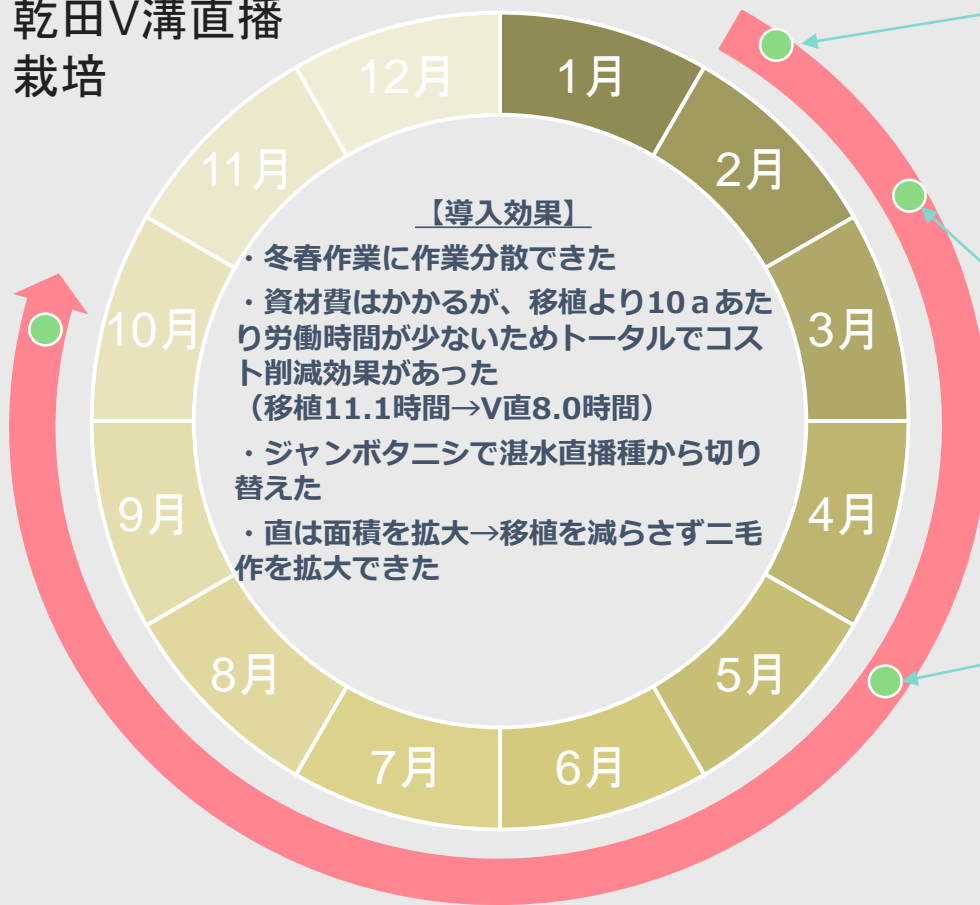 乾田V溝直播
栽培
12月
1月
11月
2月
10月
3月
9月
4月
8月
5月
7月
6月
【導入効果】
・冬春作業に作業分散できた
・資材費はかかるが、移植より10ａあた
り労働時間が少ないためトータルでコス
ト削減効果があった
（移植11.1時間→V直8.0時間）
・ジャンボタニシで湛水直播種から切り
替えた
・直は面積を拡大→移植を減らさず二毛
作を拡大できた